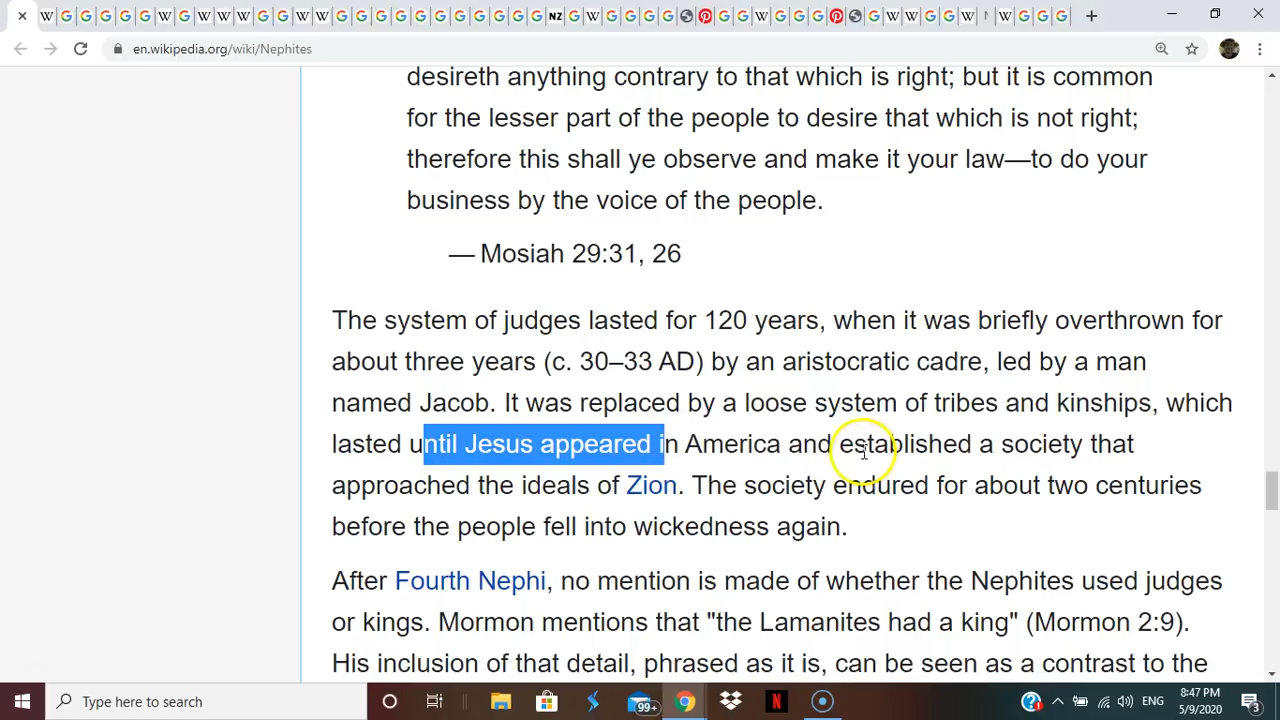 en.wikipedia.org/wiki/Nephites
desireth anything contrary to that which is right; but it is common
for the lesser part of the people to desire that which is not right;
therefore this shall ye observe and make it your law—to do your
business by the voice of the people.
— Mosiah 29:31, 26
The system of judges lasted for 120 years, when it was briefly overthrown for
about three years (c. 30–33 AD) by an aristocratic cadre, led by a man
named Jacob. It was replaced by a loose system of tribes and kinships, which
lasted until Jesus appeared in America and established a society that
approached the ideals of Zion. The society endured for about two centuries
before the people fell into wickedness again.
After Fourth Nephi, no mention is made of whether the Nephites used judges
or kings. Mormon mentions that "the Lamanites had a king" (Mormon 2:9).
His inclusion of that detail, phrased as it is, can be seen as a contrast to the
Type here to search
99+
ENG
8:47 PM
5/9/2020
3